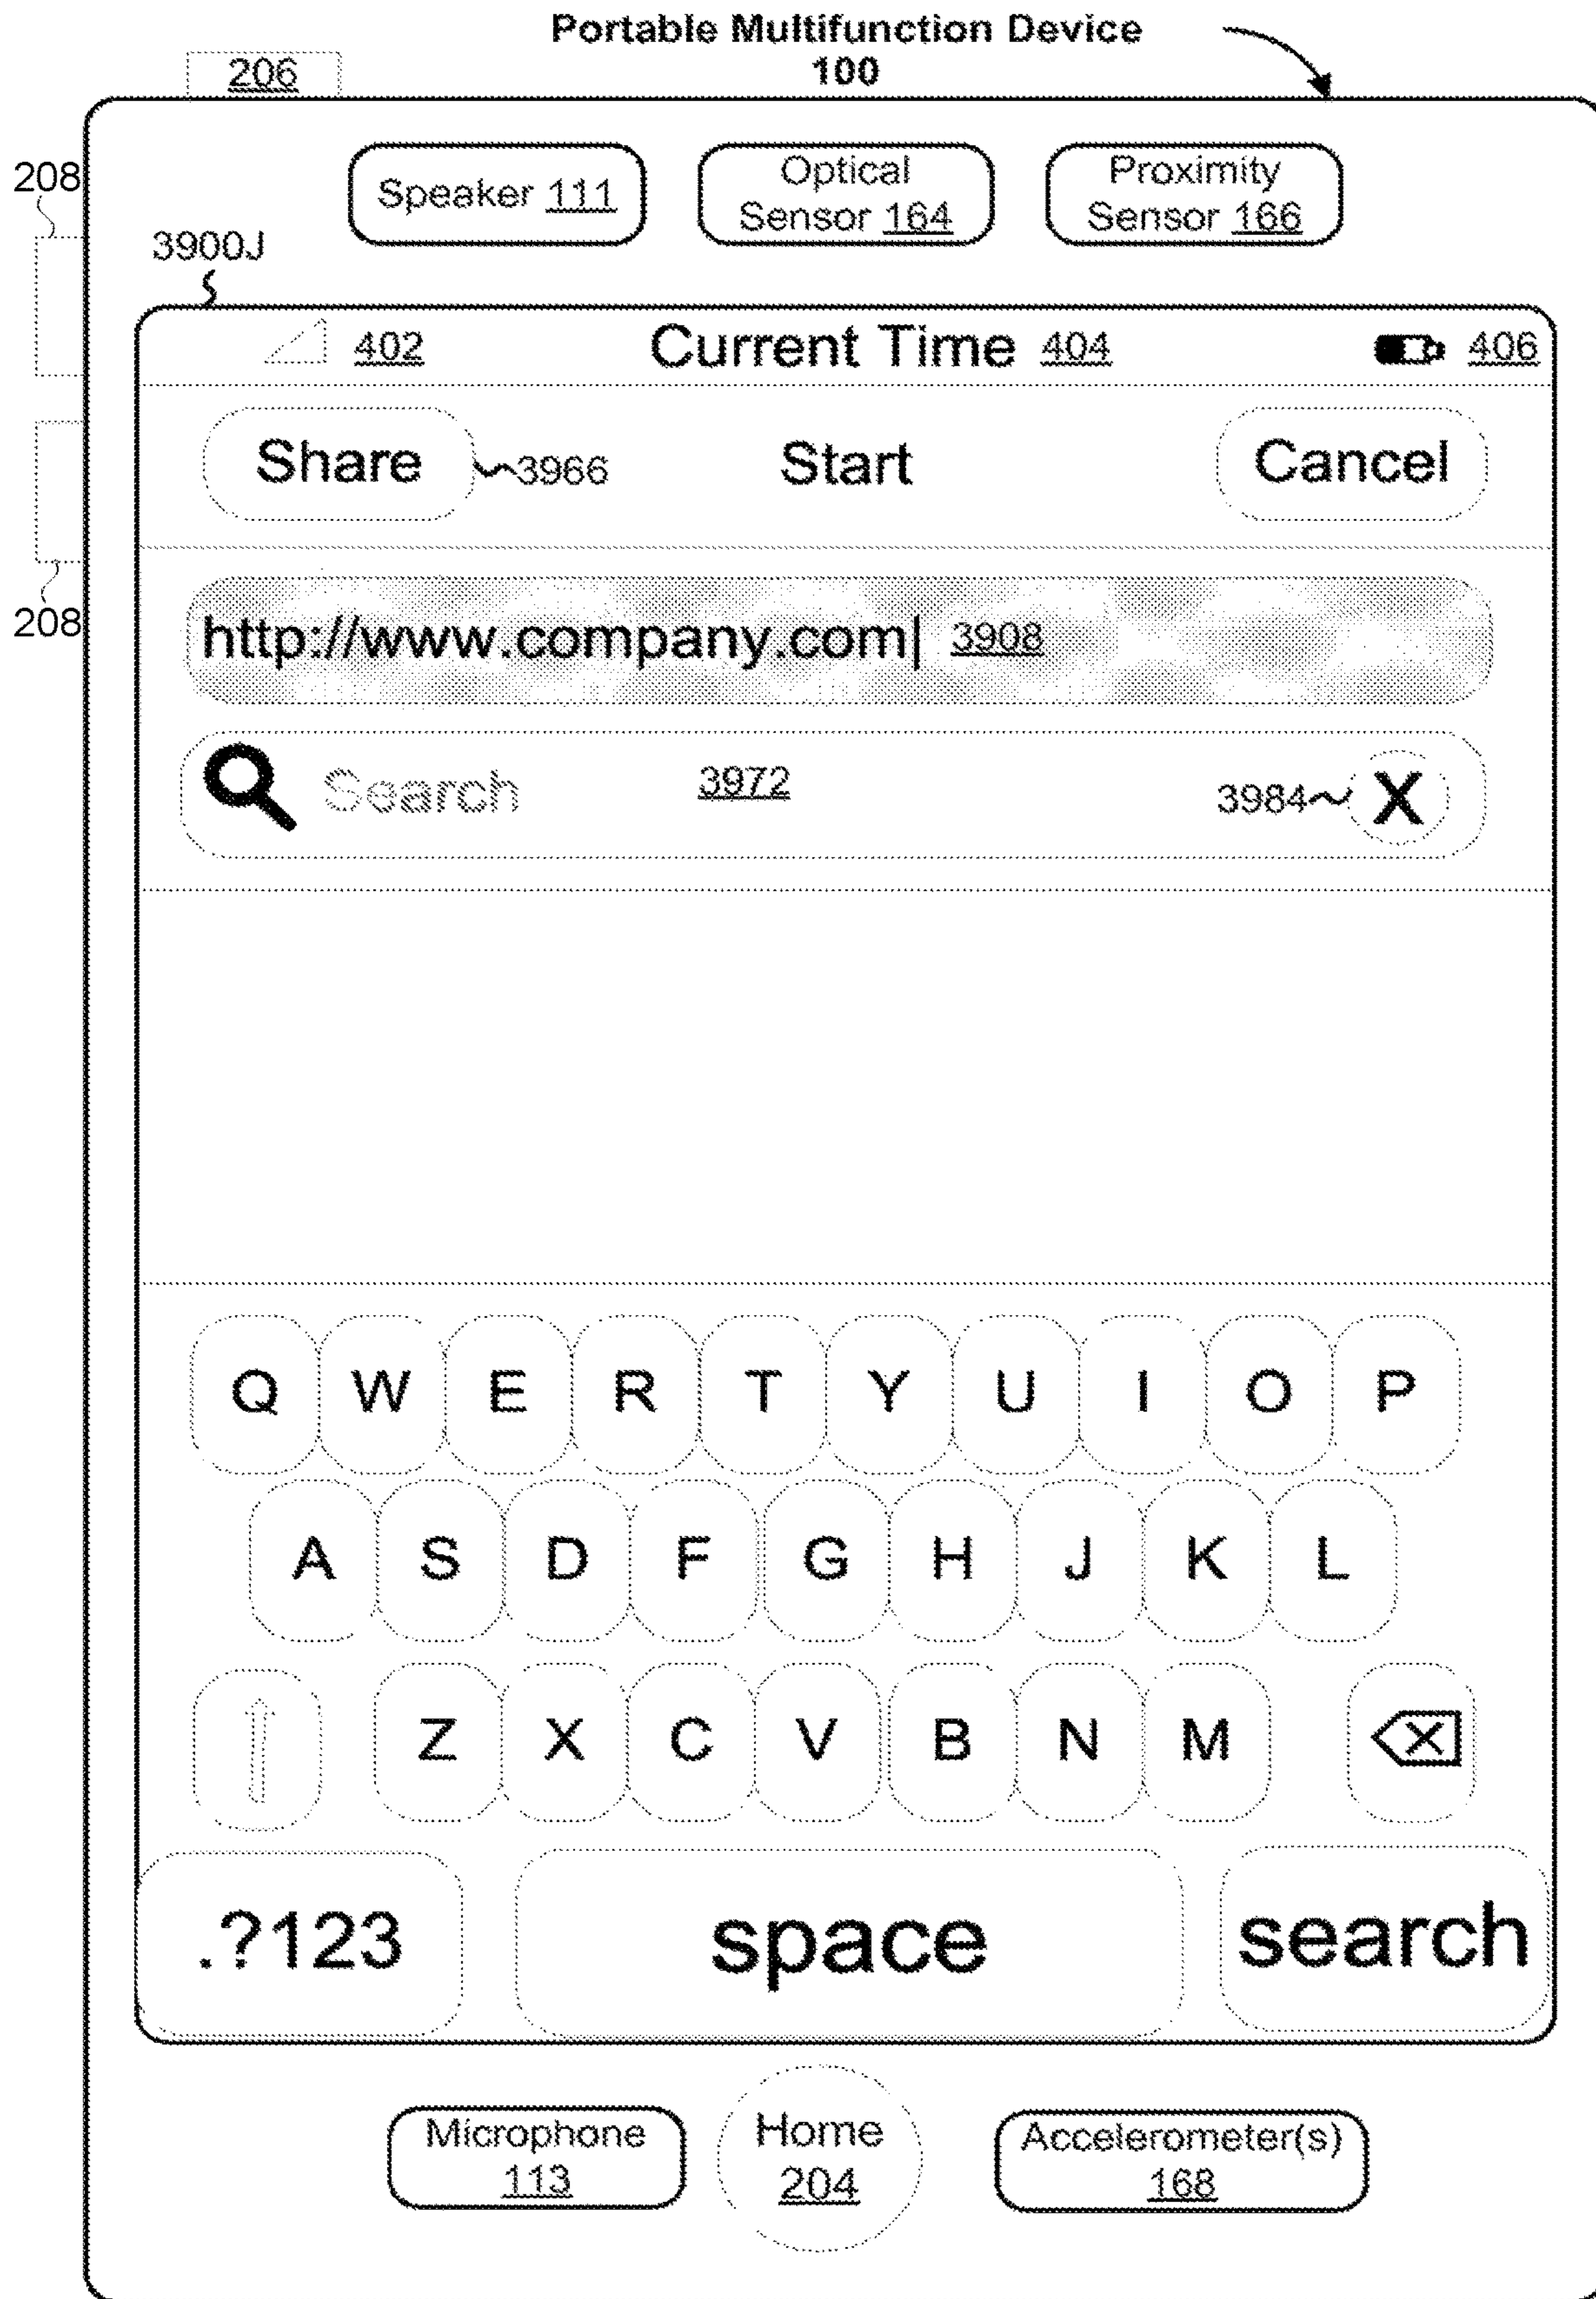 Portable Multifunction Device
100
206
208
Speaker 111
Optical
Sensor 164
Proximity
Sensor 166
3900J
402 Current Time 404 406
Share 3966 Start Cancel
208
http://www.company.com| 3908
Search 3972 3984 X
Q W E R T Y U I O P
A S D F G H J K L
Z X C V B N M
.?123 space search
Microphone
113
Home
204
Accelerometer(s)
168